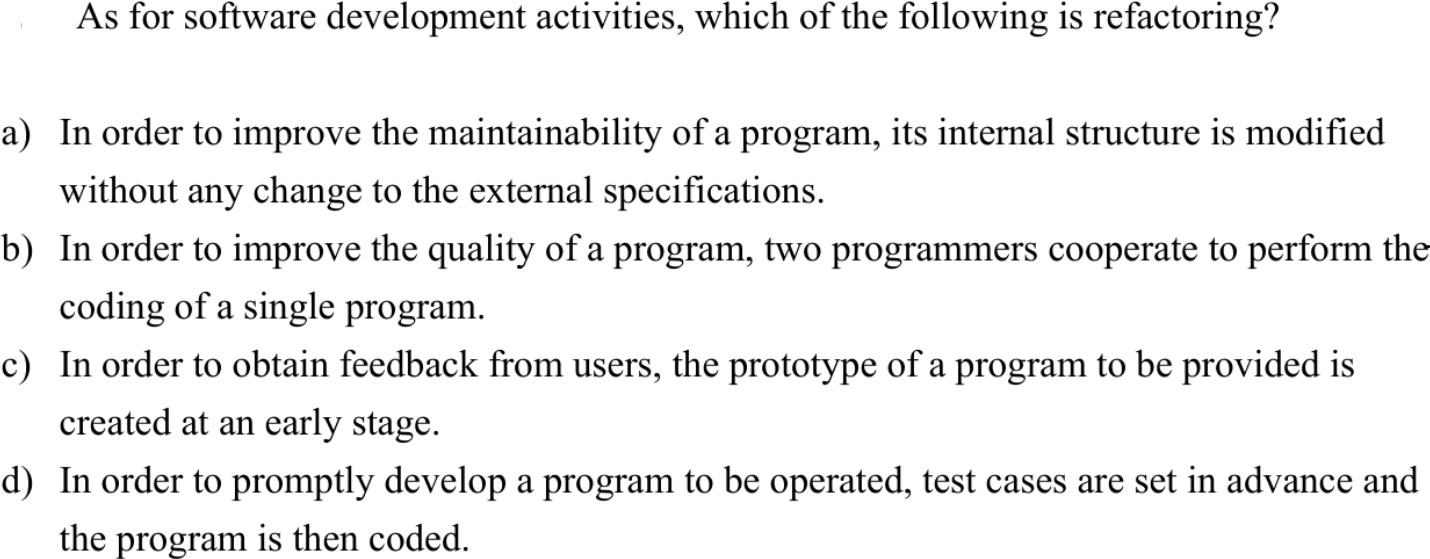 As for software development activities, which of the following is refactoring?
a) In order to improve the maintainability of a program, its internal structure is modified
without any change to the external specifications.
b) In order to improve the quality of a program, two programmers cooperate to perform the
coding of a single program.
c) In order to obtain feedback from users, the prototype of a program to be provided is
created at an early stage.
d) In order to promptly develop a program to be operated, test cases are set in advance and
the program is then coded.